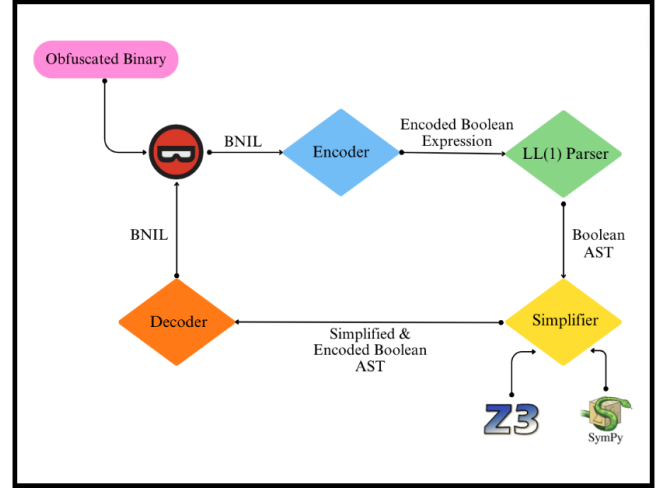 Obfuscated Binary
BNIL
Encoder
Encoded Boolean
Expression
LL(1) Parser
Boolean
AST
Simplifier
Z3
SymPy
Simplified &
Encoded Boolean
AST
Decoder
BNIL